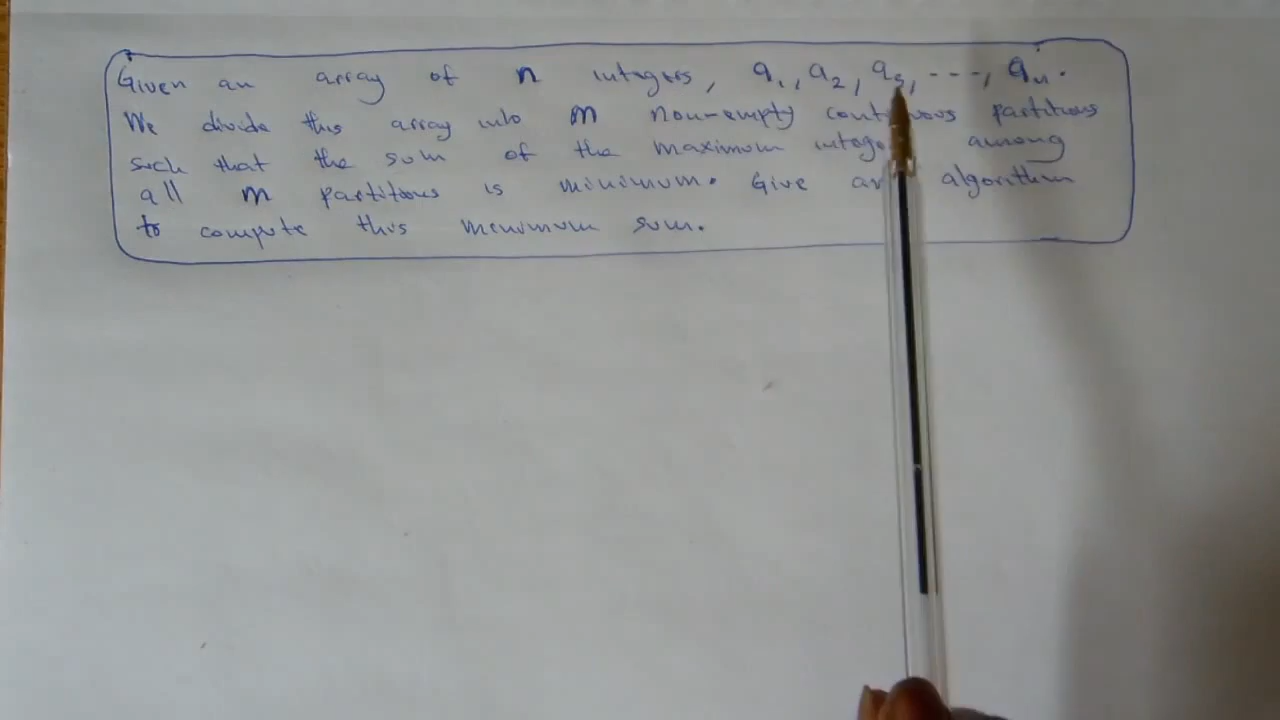 Given an array of n integers, a₁, a₂, a₃, ---, aₙ.
We divide this array into m non-empty continuous partitions
such that the sum of the maximum integer among
all m partitions is minimum. Give an algorithm
to compute this minimum sum.